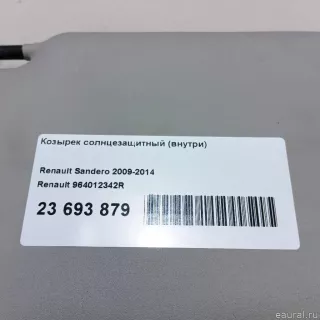 Козырек солнцезащитный (внутри)
Renault Sandero 2009-2014
Renault 964012342R
23 693 879
eaural.ru